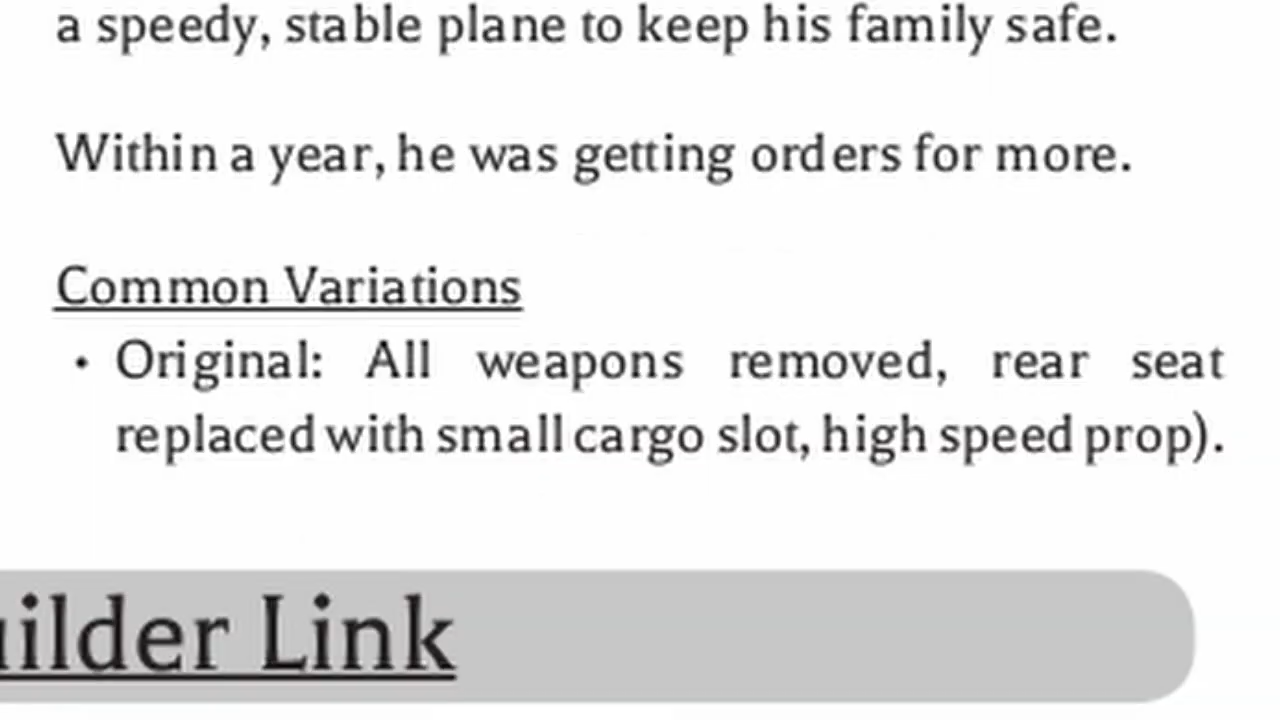 a speedy, stable plane to keep his family safe.
Within a year, he was getting orders for more.
Common Variations
• Original: All weapons removed, rear seat
replaced with small cargo slot, high speed prop).
uilder Link